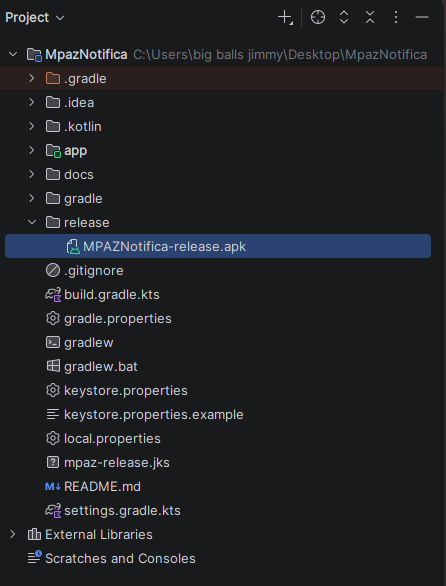 Project
MpazNotifica C:\Users\big balls jimmy\Desktop\MpazNotifica
.gradle
.idea
.kotlin
app
docs
gradle
release
MPAZNotifica-release.apk
.gitignore
build.gradle.kts
gradle.properties
gradlew
gradlew.bat
keystore.properties
keystore.properties.example
local.properties
mpaz-release.jks
README.md
settings.gradle.kts
External Libraries
Scratches and Consoles